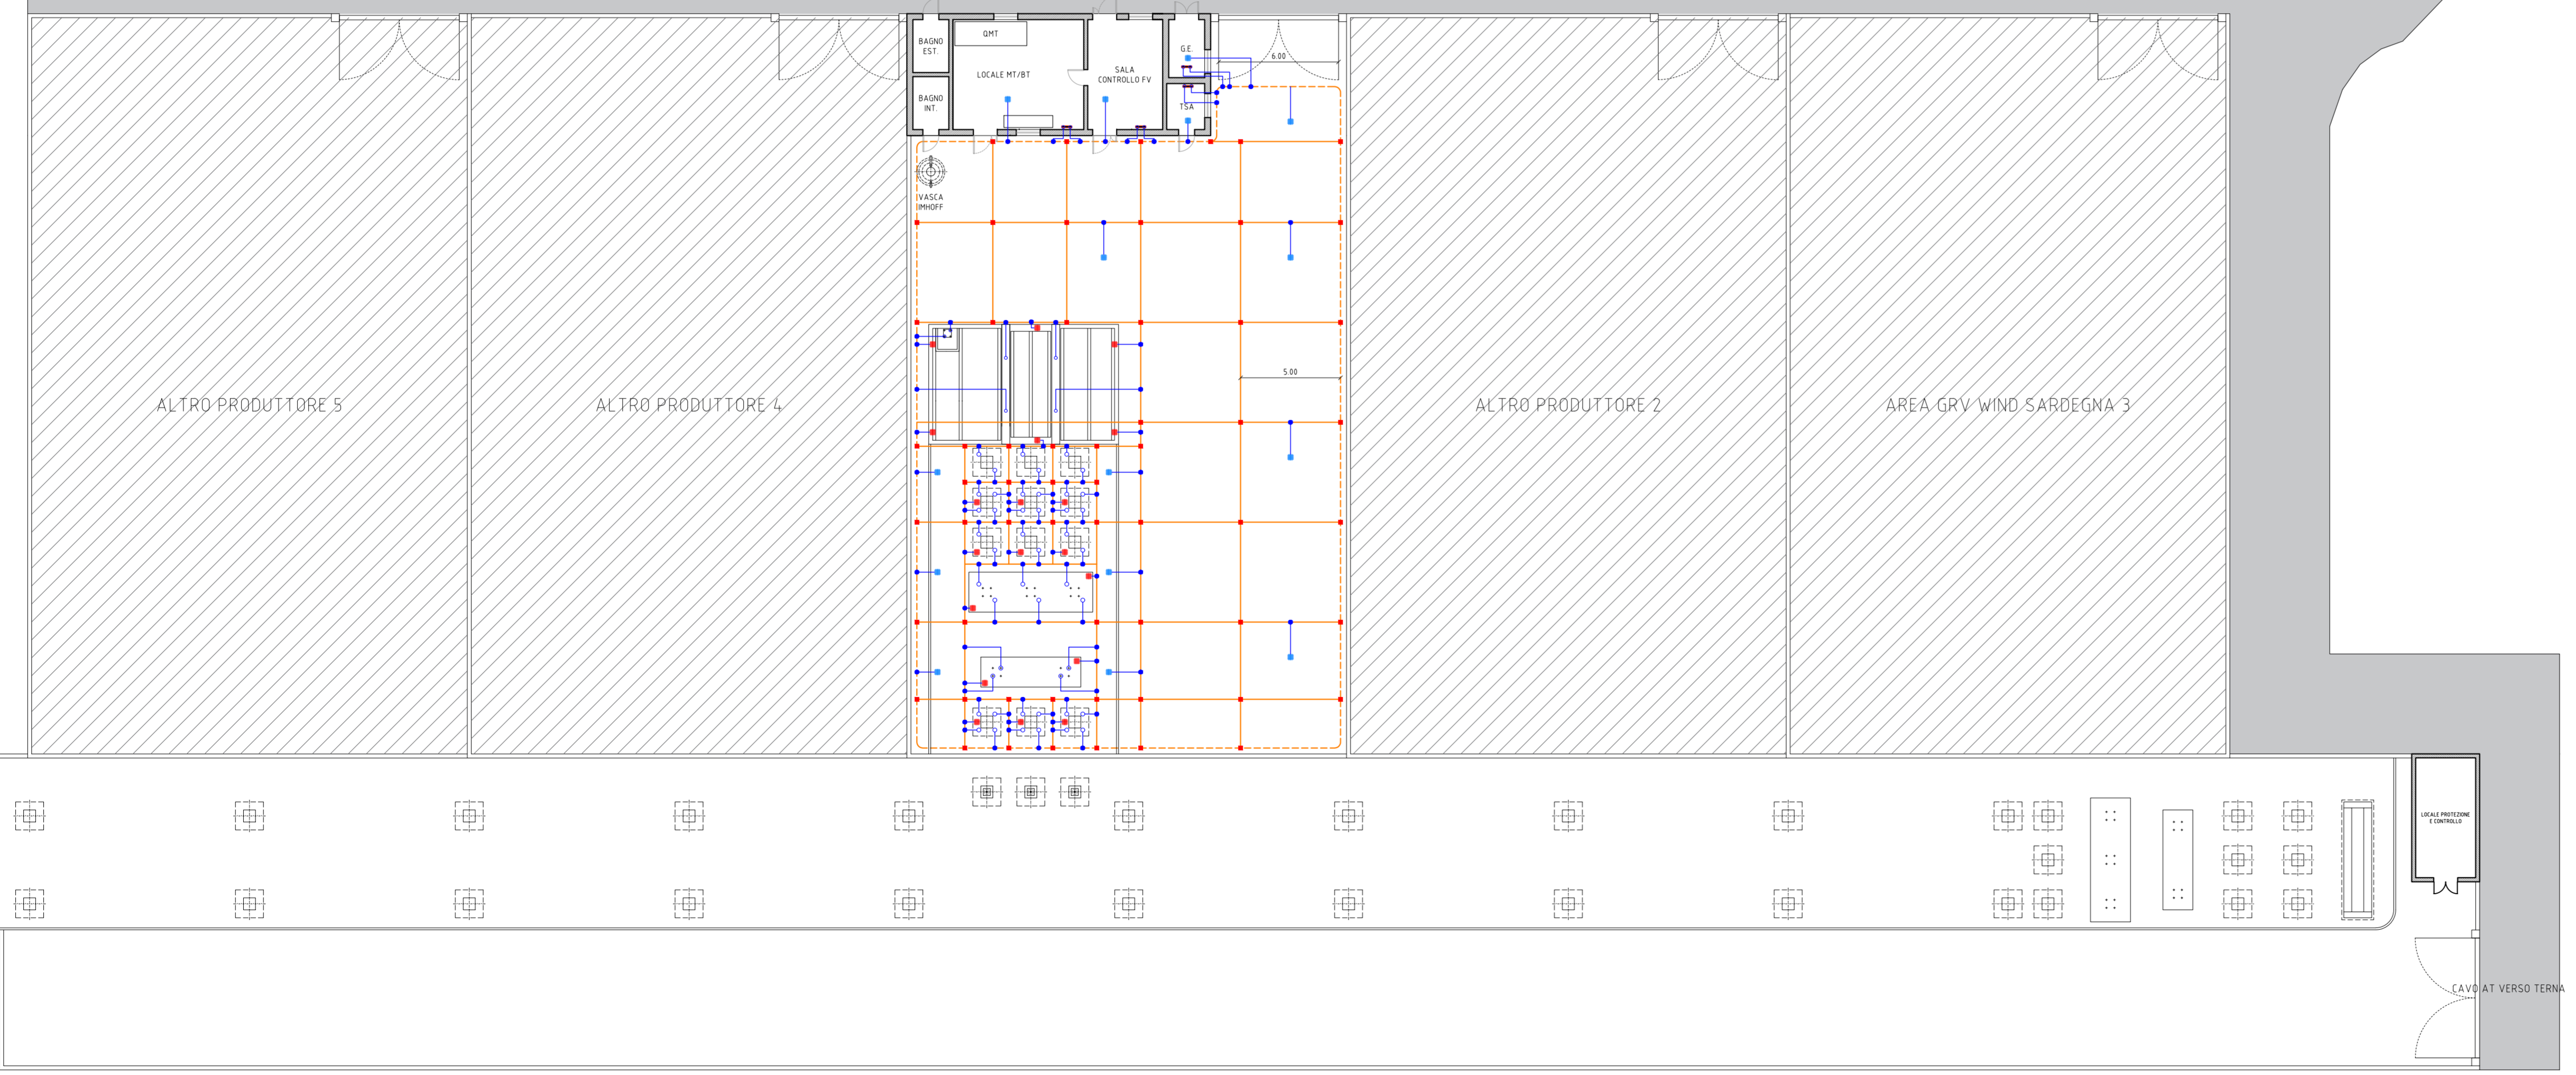 BAGNO
EST.
QMT
LOCALE MT/BT
SALA
CONTROLLO FV
G.E.
6.00
BAGNO
INT.
TSA
VASCA
IMHOFF
5.00
ALTRO PRODUTTORE 5
ALTRO PRODUTTORE 4
ALTRO PRODUTTORE 2
AREA GRV WIND SARDEGNA 3
LOCALE PROTEZIONE
E CONTROLLO
CAVO AT VERSO TERNA